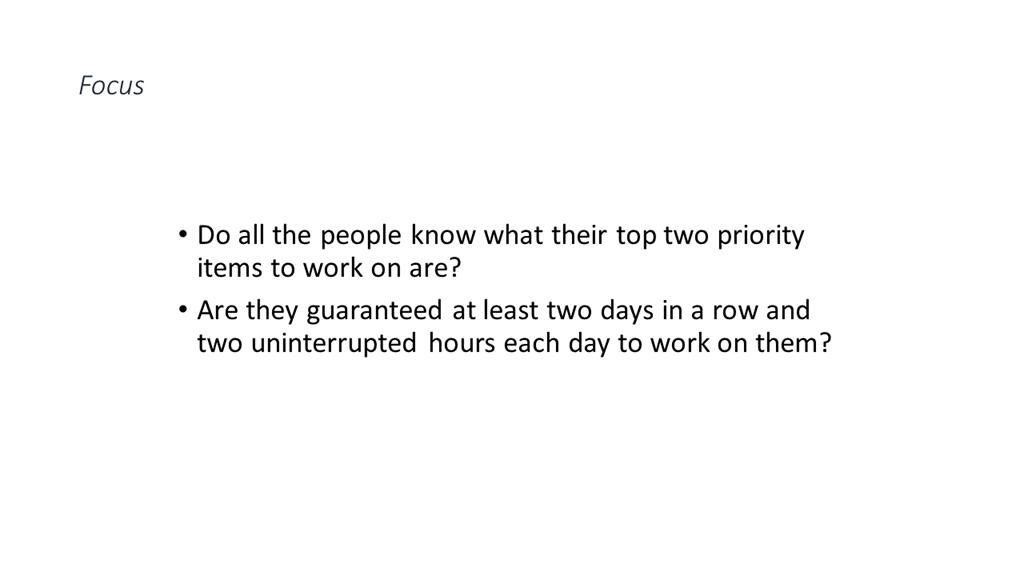 Focus
• Do all the people know what their top two priority
items to work on are?
• Are they guaranteed at least two days in a row and
two uninterrupted hours each day to work on them?